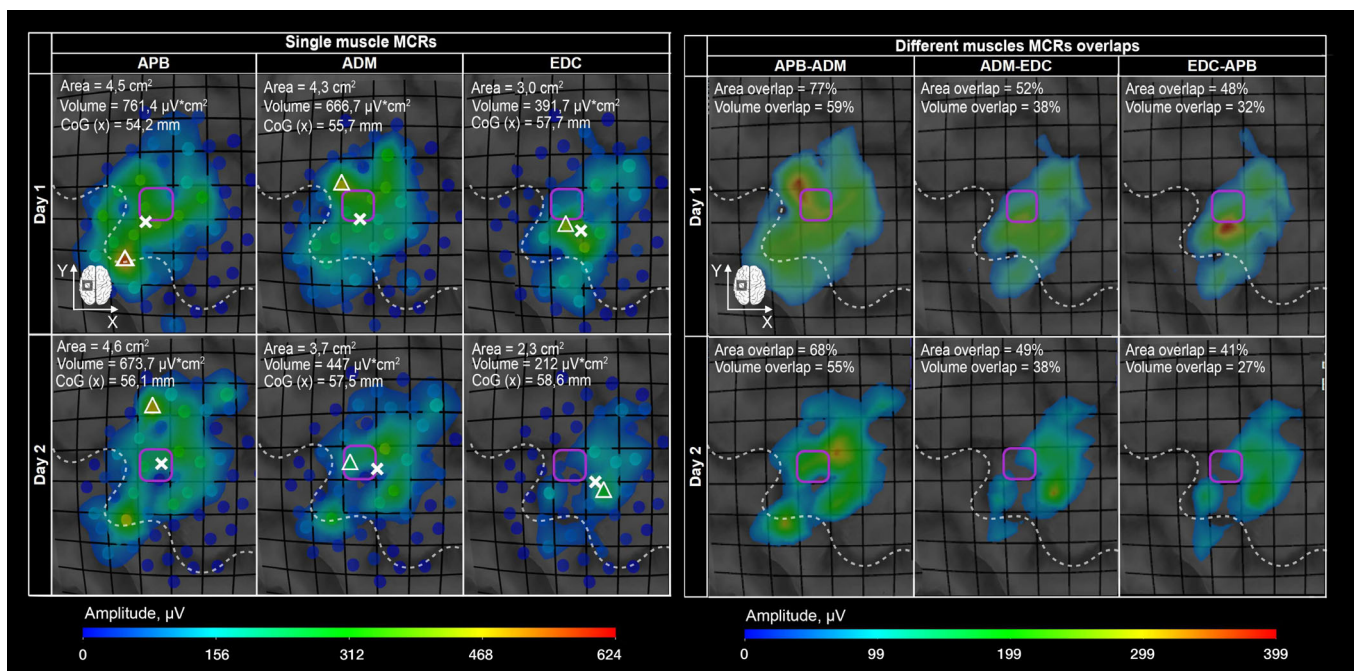 Single muscle MCRs
APB
ADM
EDC
Day 1
Area = 4,5 cm²
Volume = 761,4 µV*cm²
CoG (x) = 54,2 mm
Area = 4,3 cm²
Volume = 666,7 µV*cm²
CoG (x) = 55,7 mm
Area = 3,0 cm²
Volume = 391,7 µV*cm²
CoG (x) = 57,7 mm
Y
X
Day 2
Area = 4,6 cm²
Volume = 673,7 µV*cm²
CoG (x) = 56,1 mm
Area = 3,7 cm²
Volume = 447 µV*cm²
CoG (x) = 57,5 mm
Area = 2,3 cm²
Volume = 212 µV*cm²
CoG (x) = 58,6 mm
Amplitude, µV
0 156 312 468 624
Different muscles MCRs overlaps
APB-ADM
ADM-EDC
EDC-APB
Day 1
Area overlap = 77%
Volume overlap = 59%
Area overlap = 52%
Volume overlap = 38%
Area overlap = 48%
Volume overlap = 32%
Y
X
Day 2
Area overlap = 68%
Volume overlap = 55%
Area overlap = 49%
Volume overlap = 38%
Area overlap = 41%
Volume overlap = 27%
Amplitude, µV
0 99 199 299 399